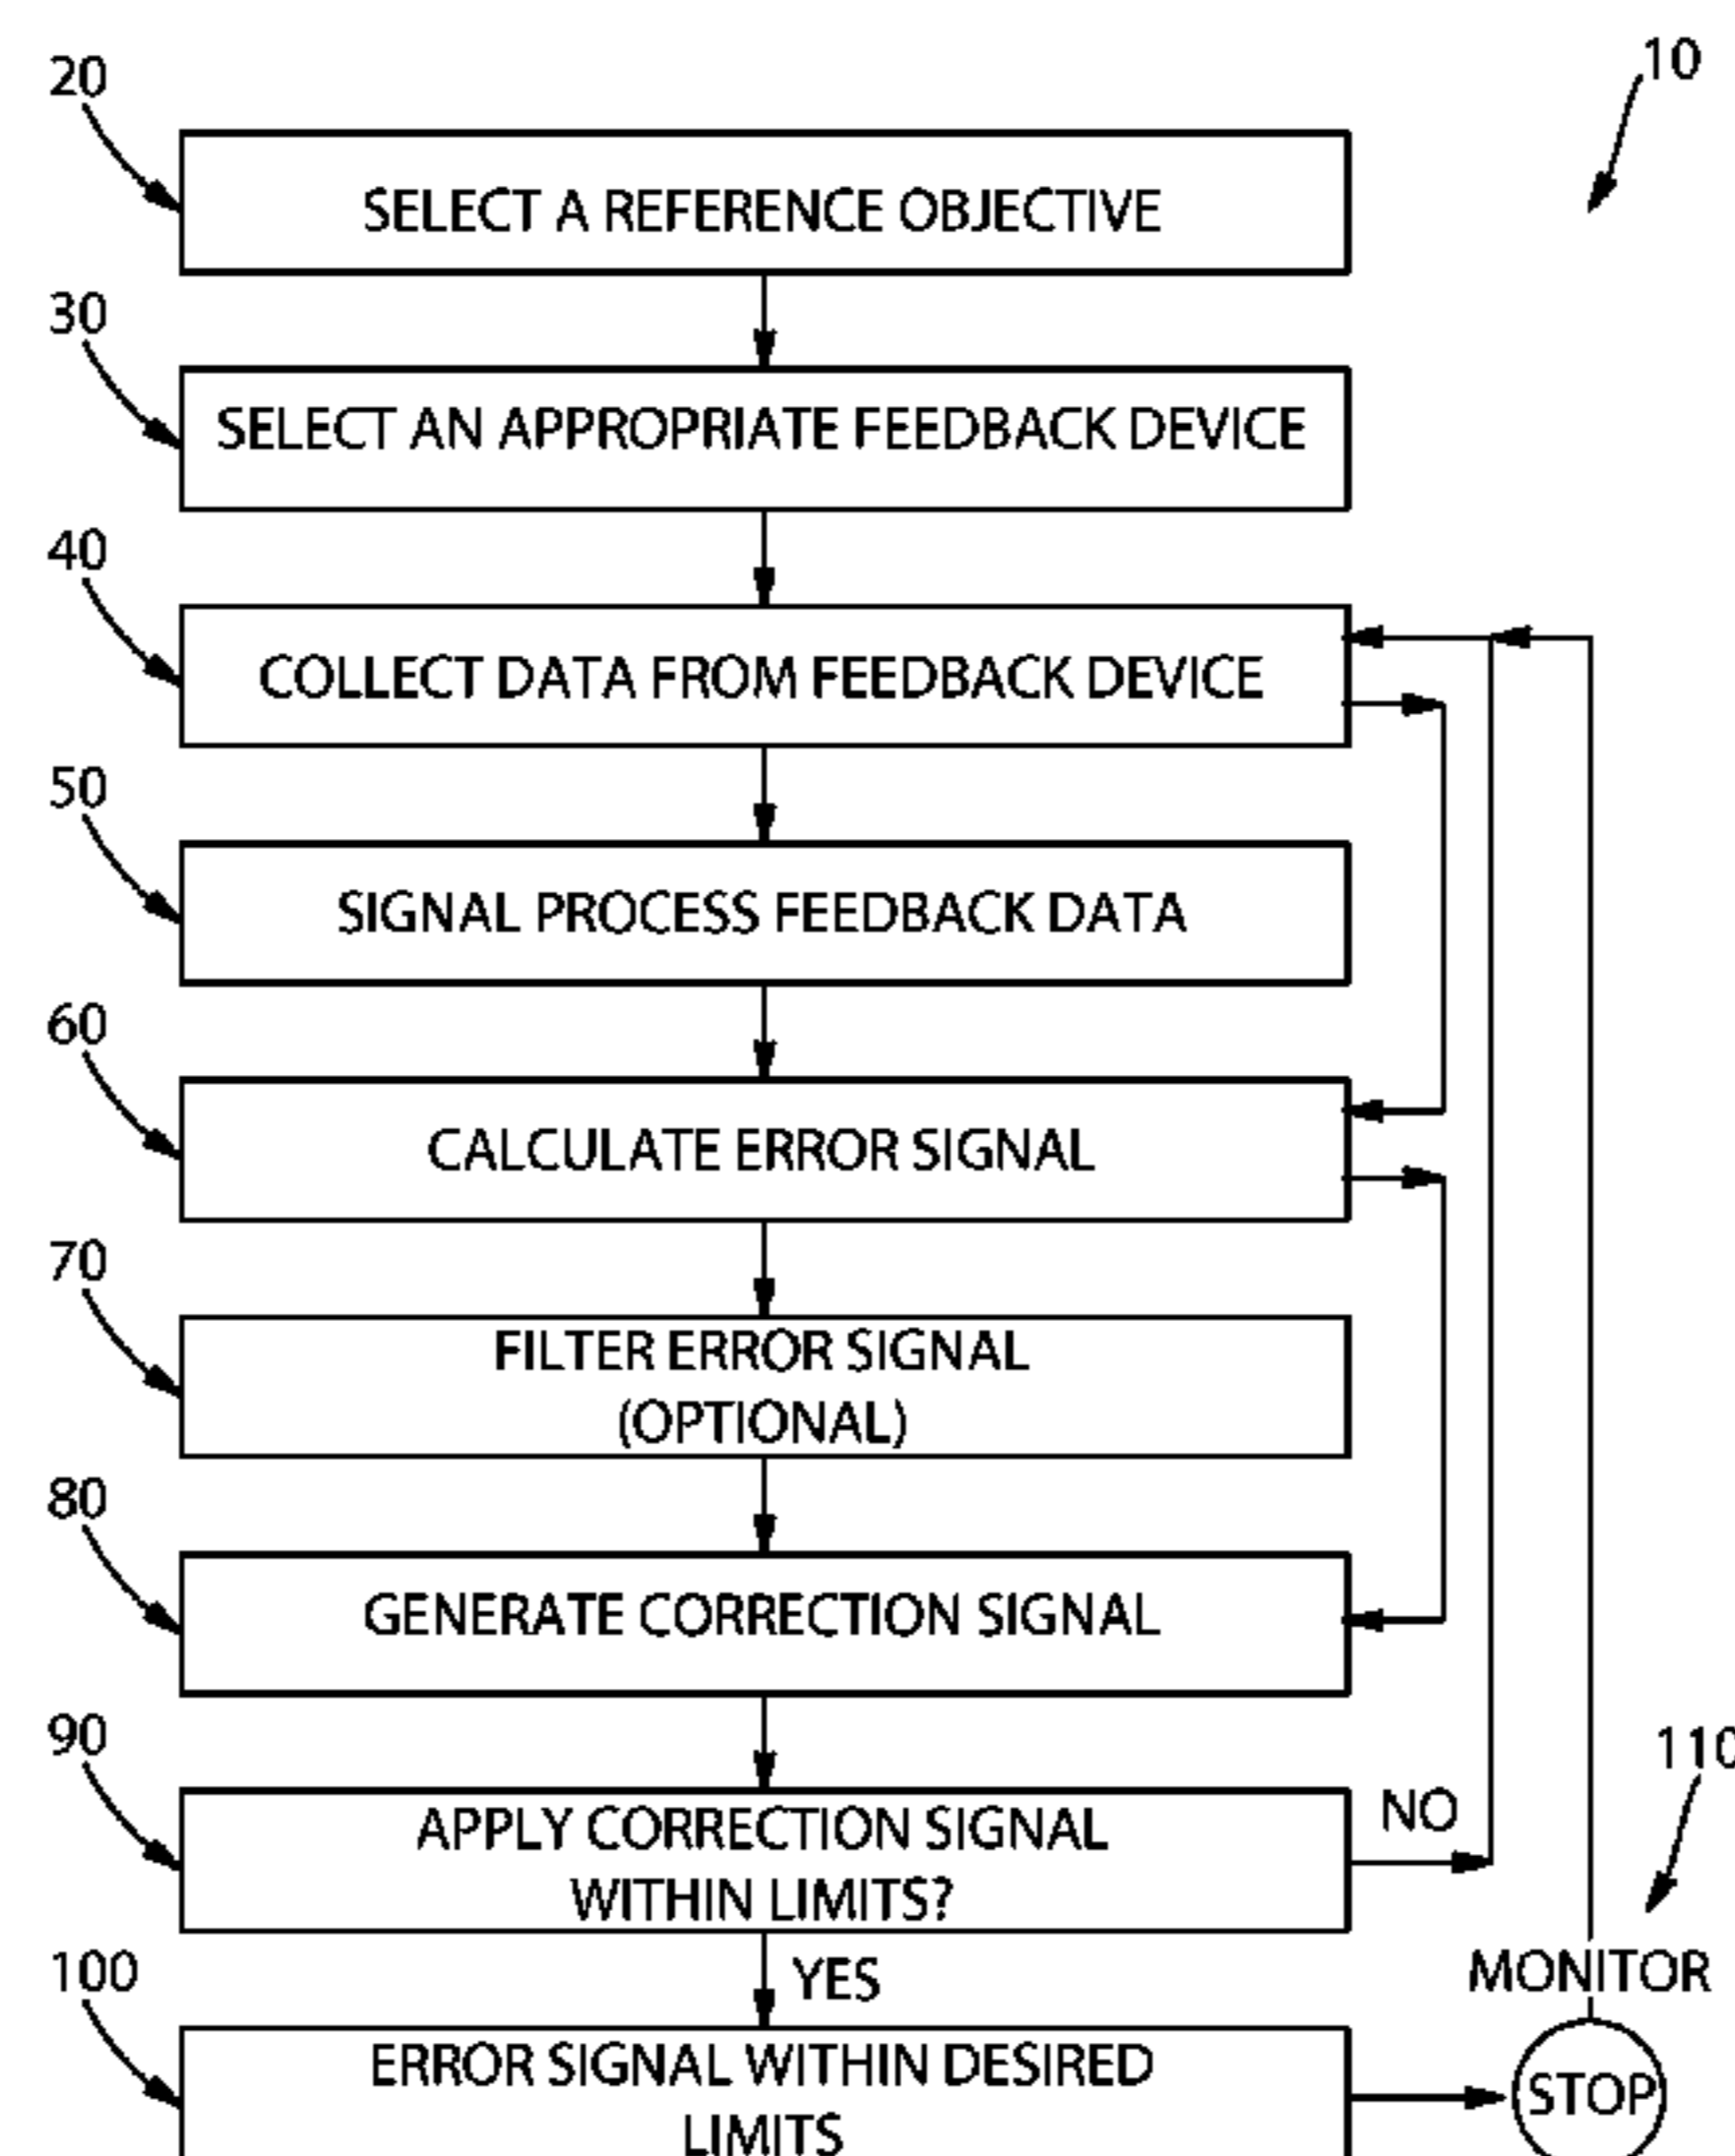 10
20
SELECT A REFERENCE OBJECTIVE
30
SELECT AN APPROPRIATE FEEDBACK DEVICE
40
COLLECT DATA FROM FEEDBACK DEVICE
50
SIGNAL PROCESS FEEDBACK DATA
60
CALCULATE ERROR SIGNAL
70
FILTER ERROR SIGNAL
(OPTIONAL)
80
GENERATE CORRECTION SIGNAL
90
APPLY CORRECTION SIGNAL
WITHIN LIMITS?
NO
110
YES
MONITOR
100
ERROR SIGNAL WITHIN DESIRED
LIMITS
STOP